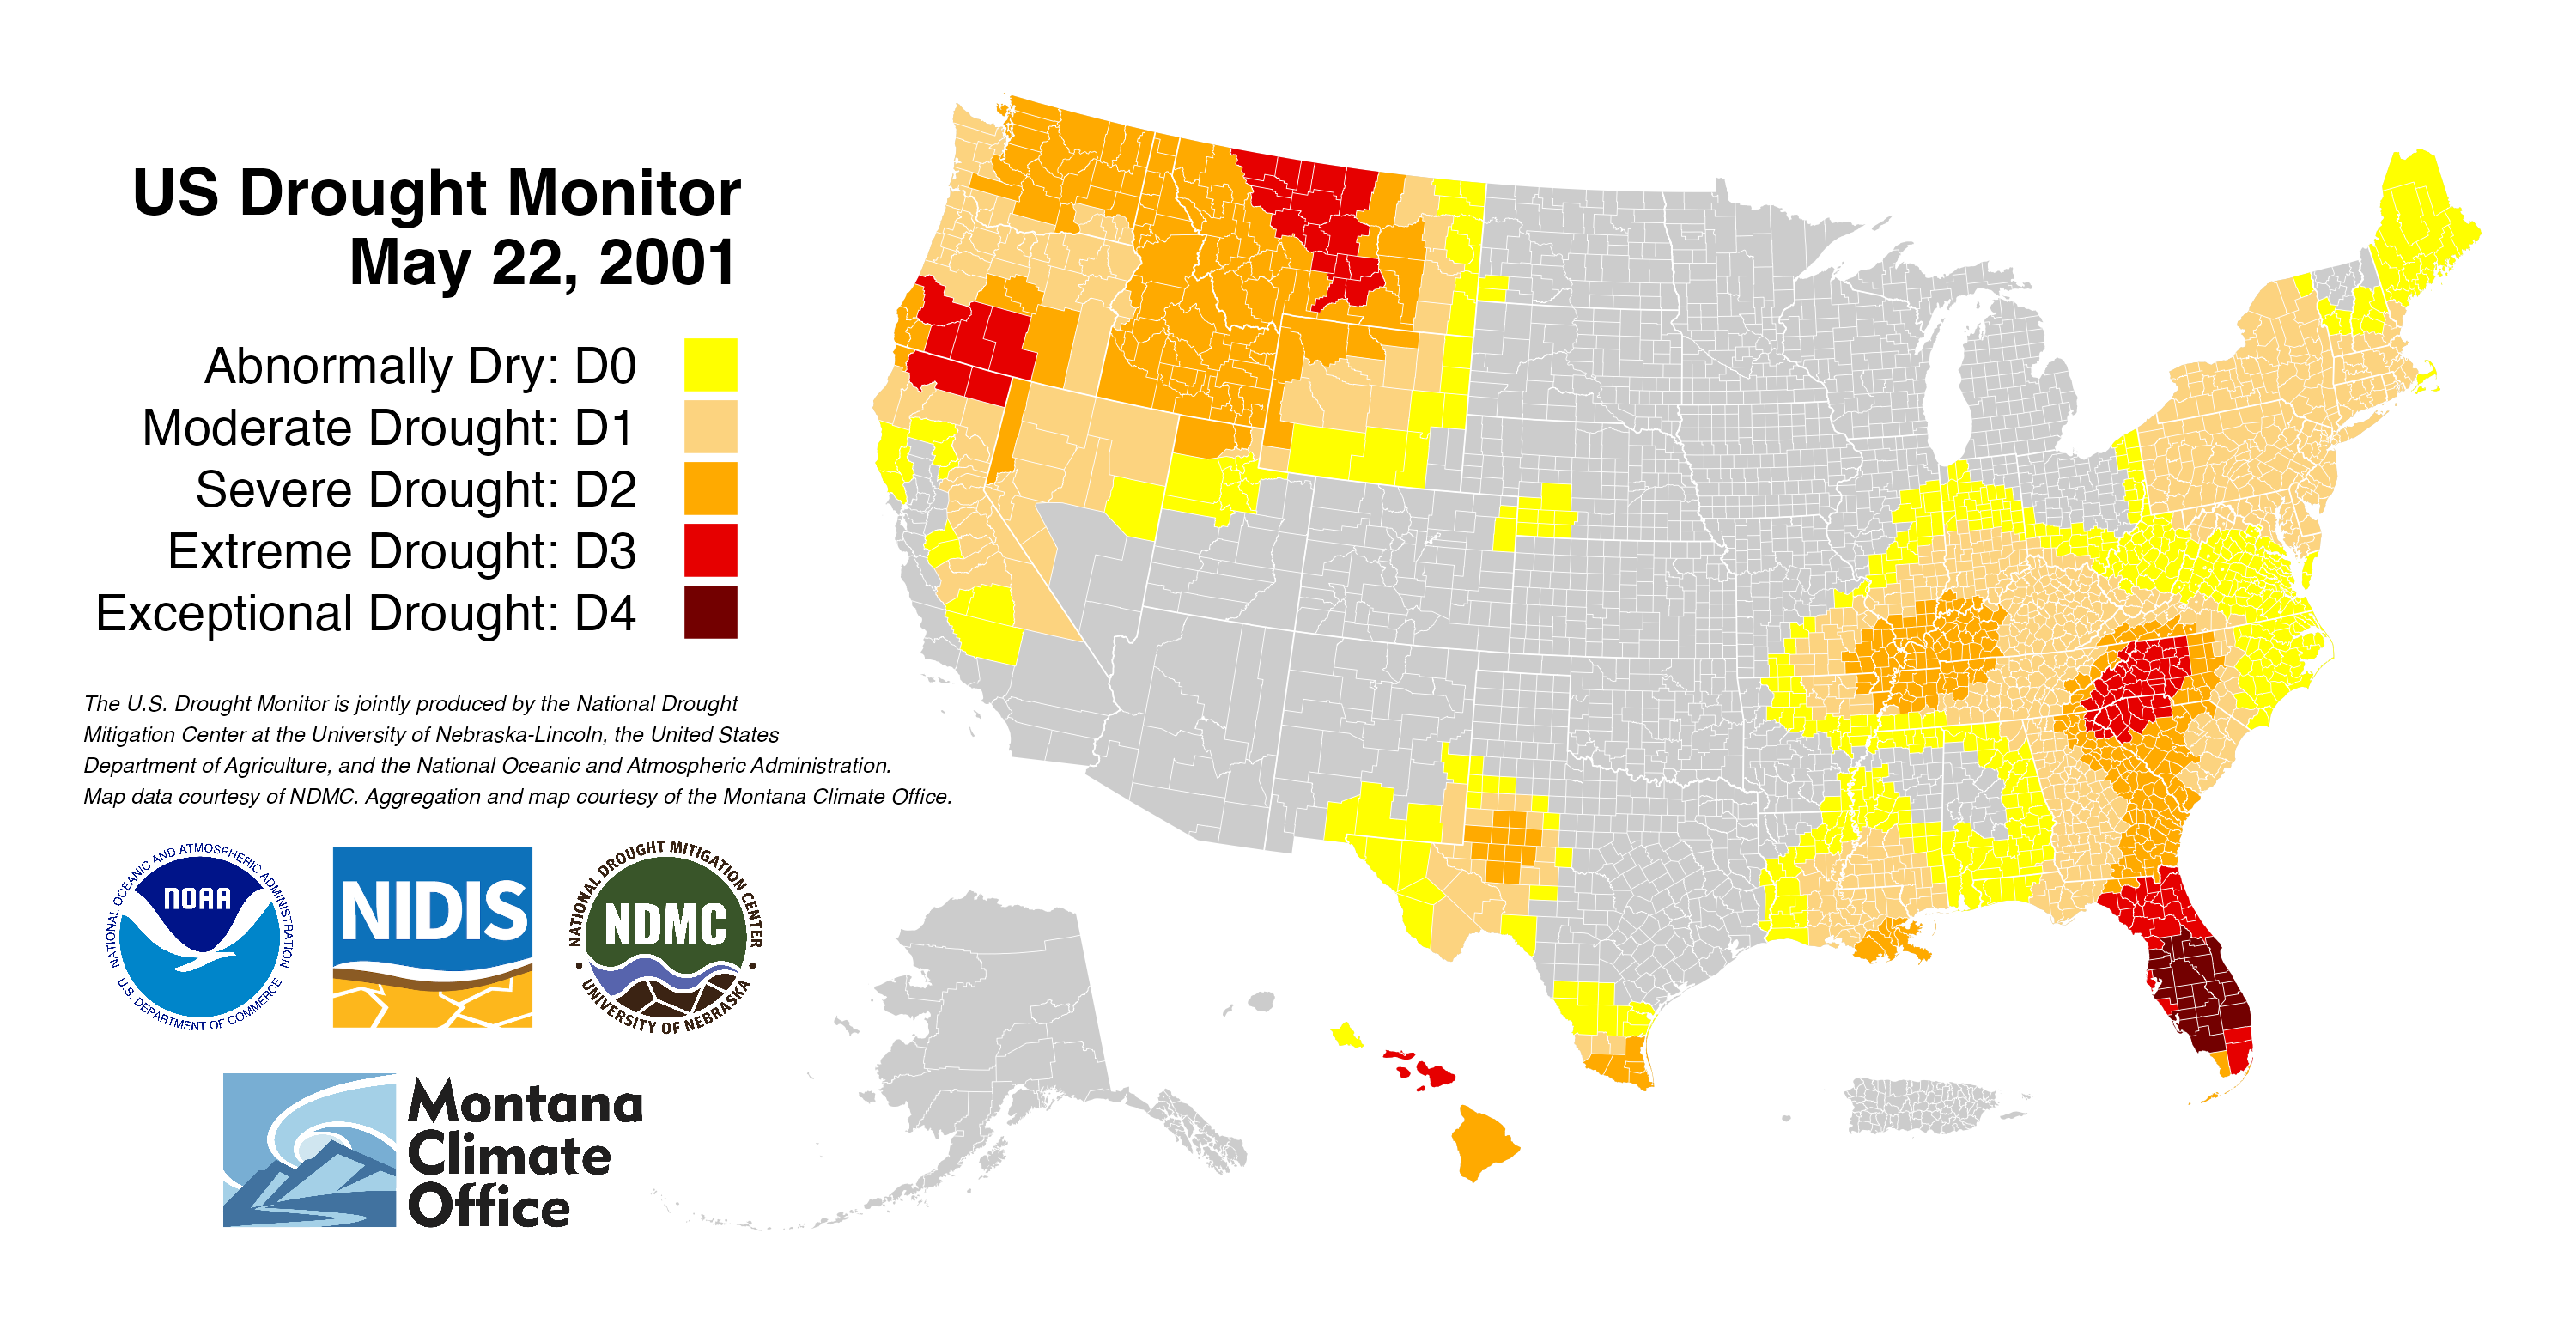 US Drought Monitor
May 22, 2001
Abnormally Dry: D0
Moderate Drought: D1
Severe Drought: D2
Extreme Drought: D3
Exceptional Drought: D4
The U.S. Drought Monitor is jointly produced by the National Drought
Mitigation Center at the University of Nebraska-Lincoln, the United States
Department of Agriculture, and the National Oceanic and Atmospheric Administration.
Map data courtesy of NDMC. Aggregation and map courtesy of the Montana Climate Office.
NATIONAL OCEANIC AND ATMOSPHERIC ADMINISTRATION
NOAA
U.S. DEPARTMENT OF COMMERCE
NIDIS
NATIONAL DROUGHT MITIGATION CENTER
NDMC
UNIVERSITY OF NEBRASKA
Montana
Climate
Office